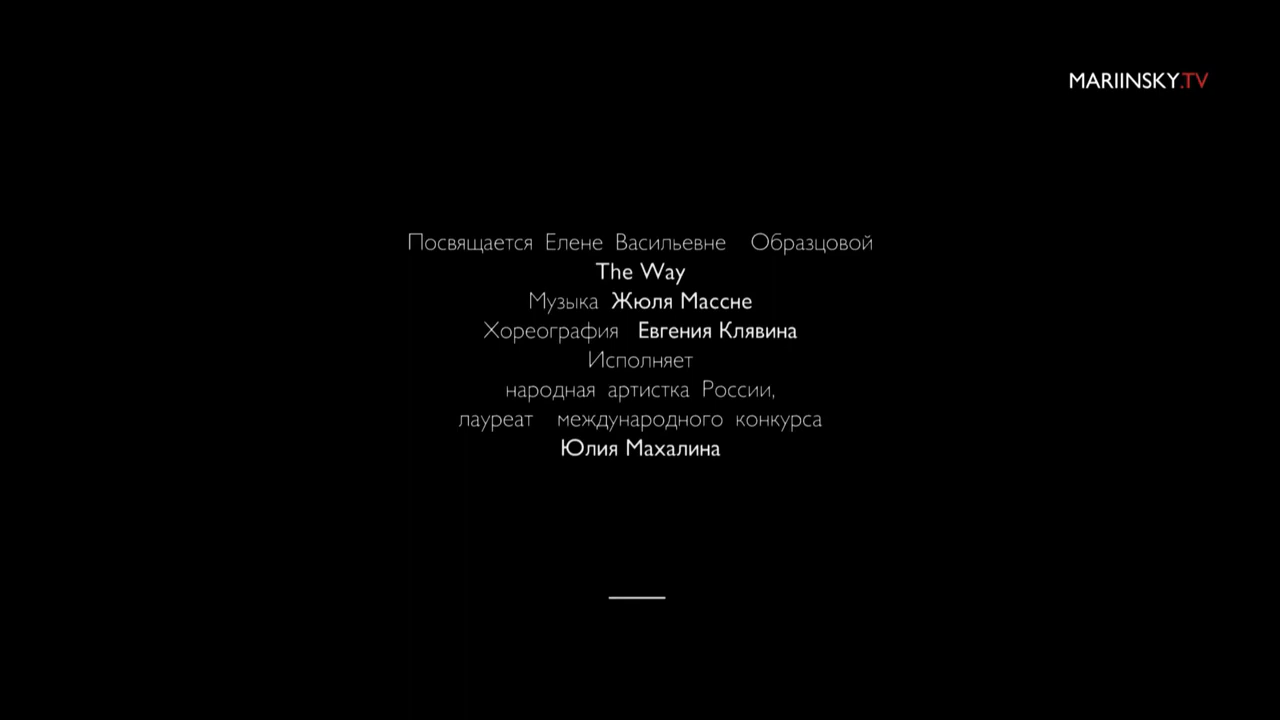 MARIINSKY.TV
Посвящается Елене Васильевне Образцовой
The Way
Музыка Жюля Массне
Хореография Евгения Клявина
Исполняет
народная артистка России,
лауреат международного конкурса
Юлия Махалина